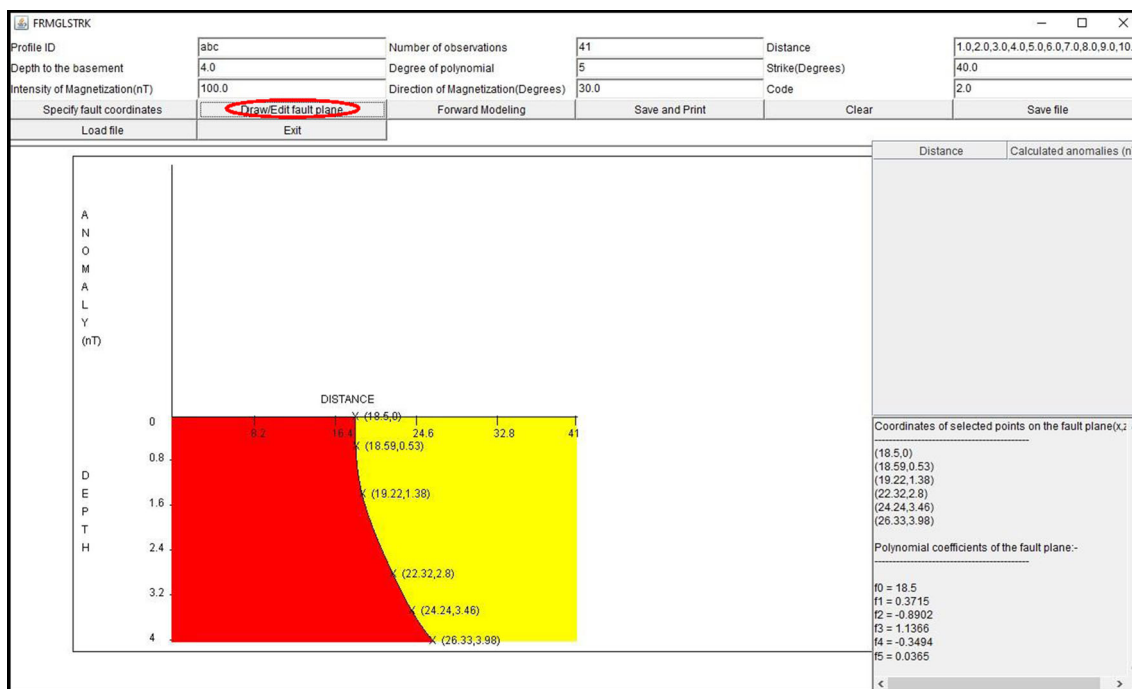 FRMGLSTRK
Profile ID abc Number of observations 41 Distance 1.0,2.0,3.0,4.0,5.0,6.0,7.0,8.0,9.0,10.
Depth to the basement 4.0 Degree of polynomial 5 Strike(Degrees) 40.0
Intensity of Magnetization(nT) 100.0 Direction of Magnetization(Degrees) 30.0 Code 2.0
Specify fault coordinates Draw/Edit fault plane Forward Modeling Save and Print Clear Save file
Load file Exit
Distance Calculated anomalies (n
A
N
O
M
A
L
Y
(nT)
DISTANCE
0 8.2 16.4 24.6 32.8 41
0.8
1.6
2.4
3.2
4
D
E
P
T
H
(18.5,0)
(18.59,0.53)
(19.22,1.38)
(22.32,2.8)
(24.24,3.46)
(26.33,3.98)
Coordinates of selected points on the fault plane(x,z
(18.5,0)
(18.59,0.53)
(19.22,1.38)
(22.32,2.8)
(24.24,3.46)
(26.33,3.98)
Polynomial coefficients of the fault plane:-
f0 = 18.5
f1 = 0.3715
f2 = -0.8902
f3 = 1.1366
f4 = -0.3494
f5 = 0.0365